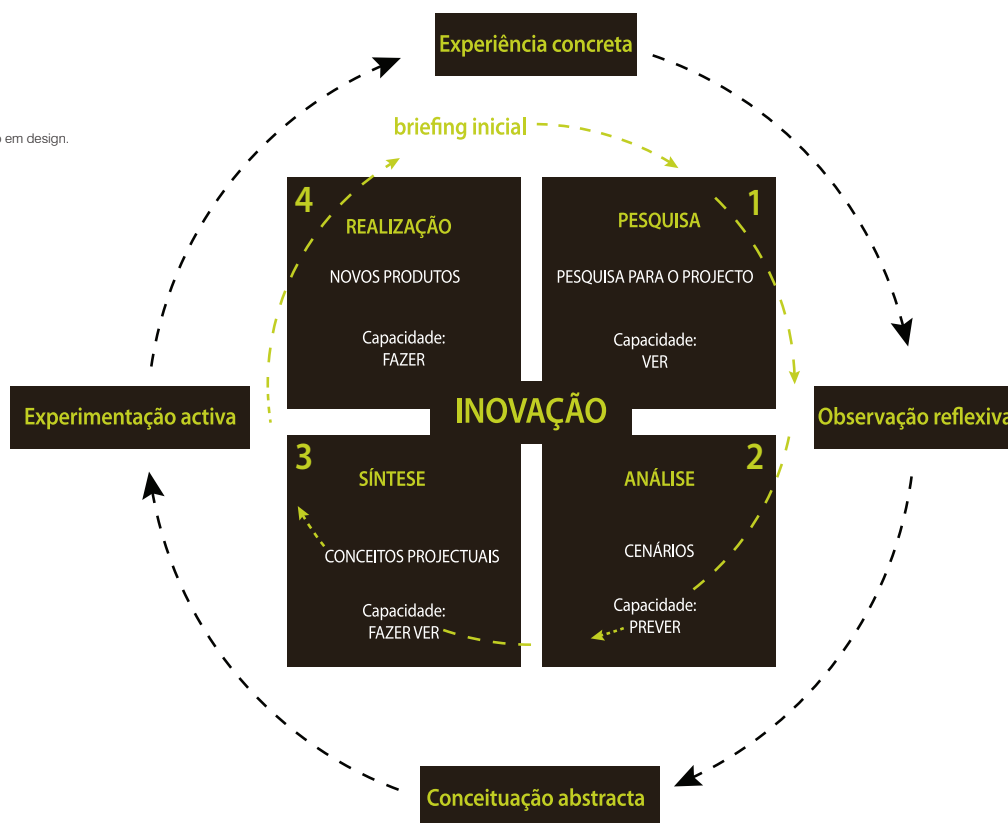 Experiência concreta
o em design.
briefing inicial
4
REALIZAÇÃO
NOVOS PRODUTOS
Capacidade:
FAZER
1
PESQUISA
PESQUISA PARA O PROJECTO
Capacidade:
VER
Experimentação activa
INOVAÇÃO
Observação reflexiva
3
SÍNTESE
CONCEITOS PROJECTUAIS
Capacidade:
FAZER VER
2
ANÁLISE
CENÁRIOS
Capacidade:
PREVER
Conceituação abstracta